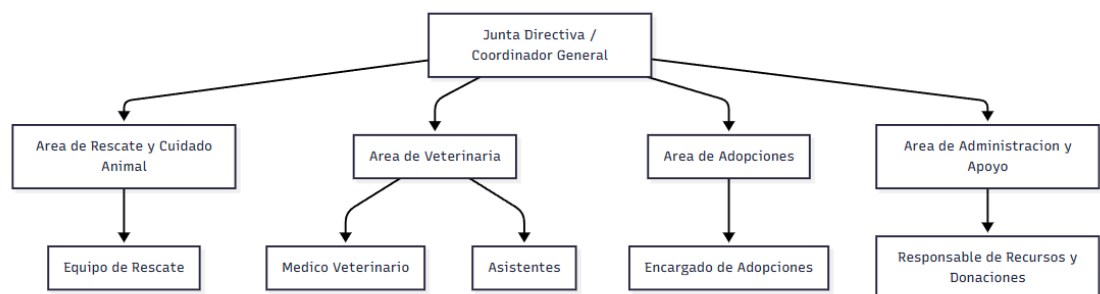 Junta Directiva /
Coordinador General
Area de Rescate y Cuidado
Animal
Area de Veterinaria
Area de Adopciones
Area de Administracion y
Apoyo
Equipo de Rescate
Medico Veterinario
Asistentes
Encargado de Adopciones
Responsable de Recursos y
Donaciones